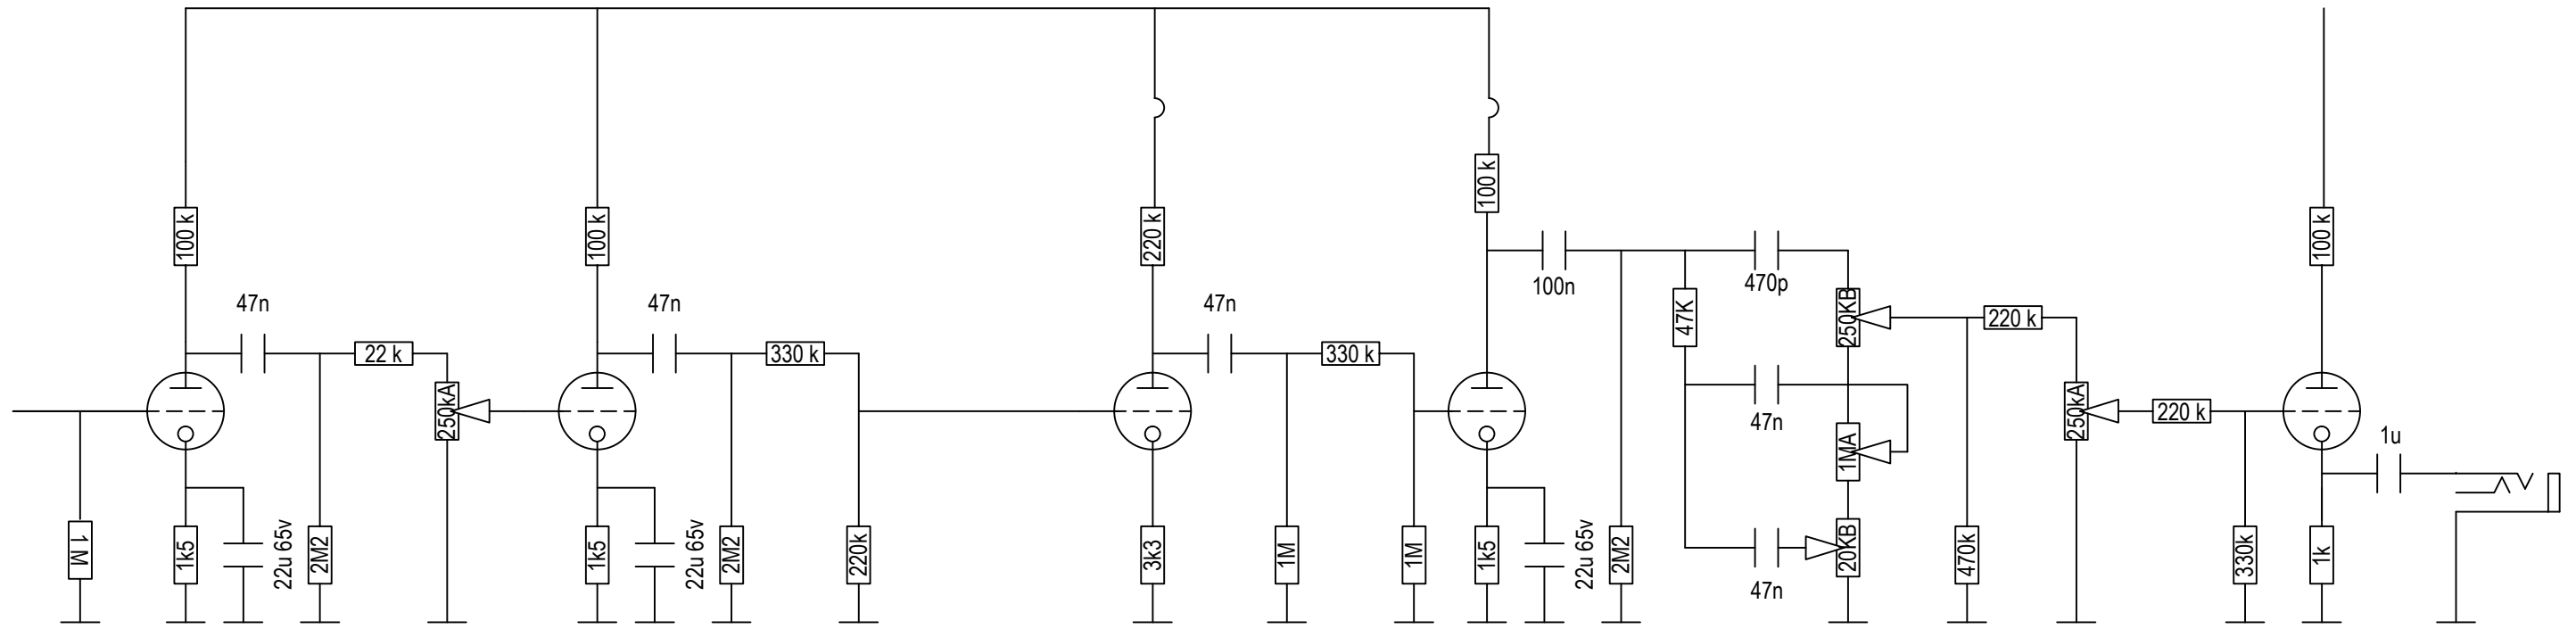 100 k
47n
22 k
250kA
1 M
1k5
22u 65v
2M2
100 k
47n
330 k
1k5
22u 65v
2M2
220k
220 k
47n
330 k
3k3
1M
1M
100 k
100n
1k5
22u 65v
2M2
47K
470p
47n
47n
250KB
1MA
20KB
220 k
470k
250kA
220 k
330k
100 k
1k
1u